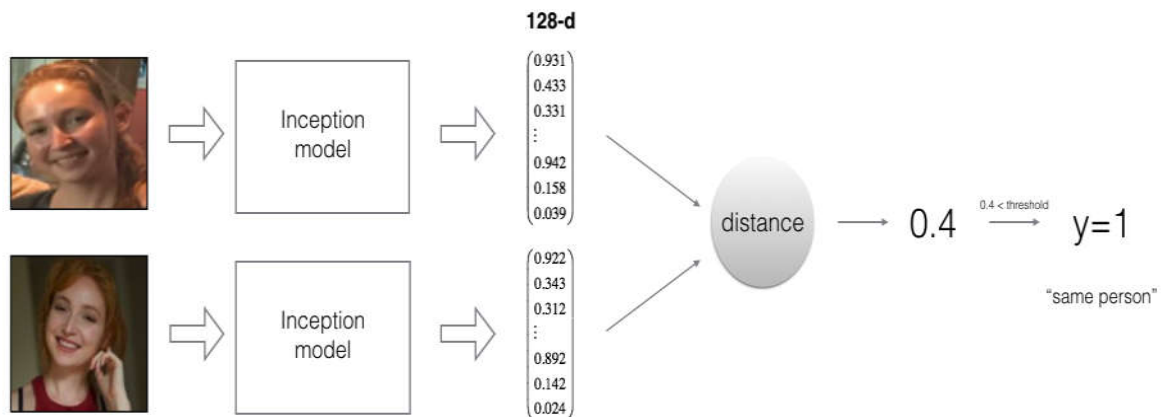 128-d
0.931
0.433
0.331
⋮
0.942
0.158
0.039
Inception
model
distance
0.4
0.4 < threshold
y=1
“same person”
0.922
0.343
0.312
⋮
0.892
0.142
0.024
Inception
model